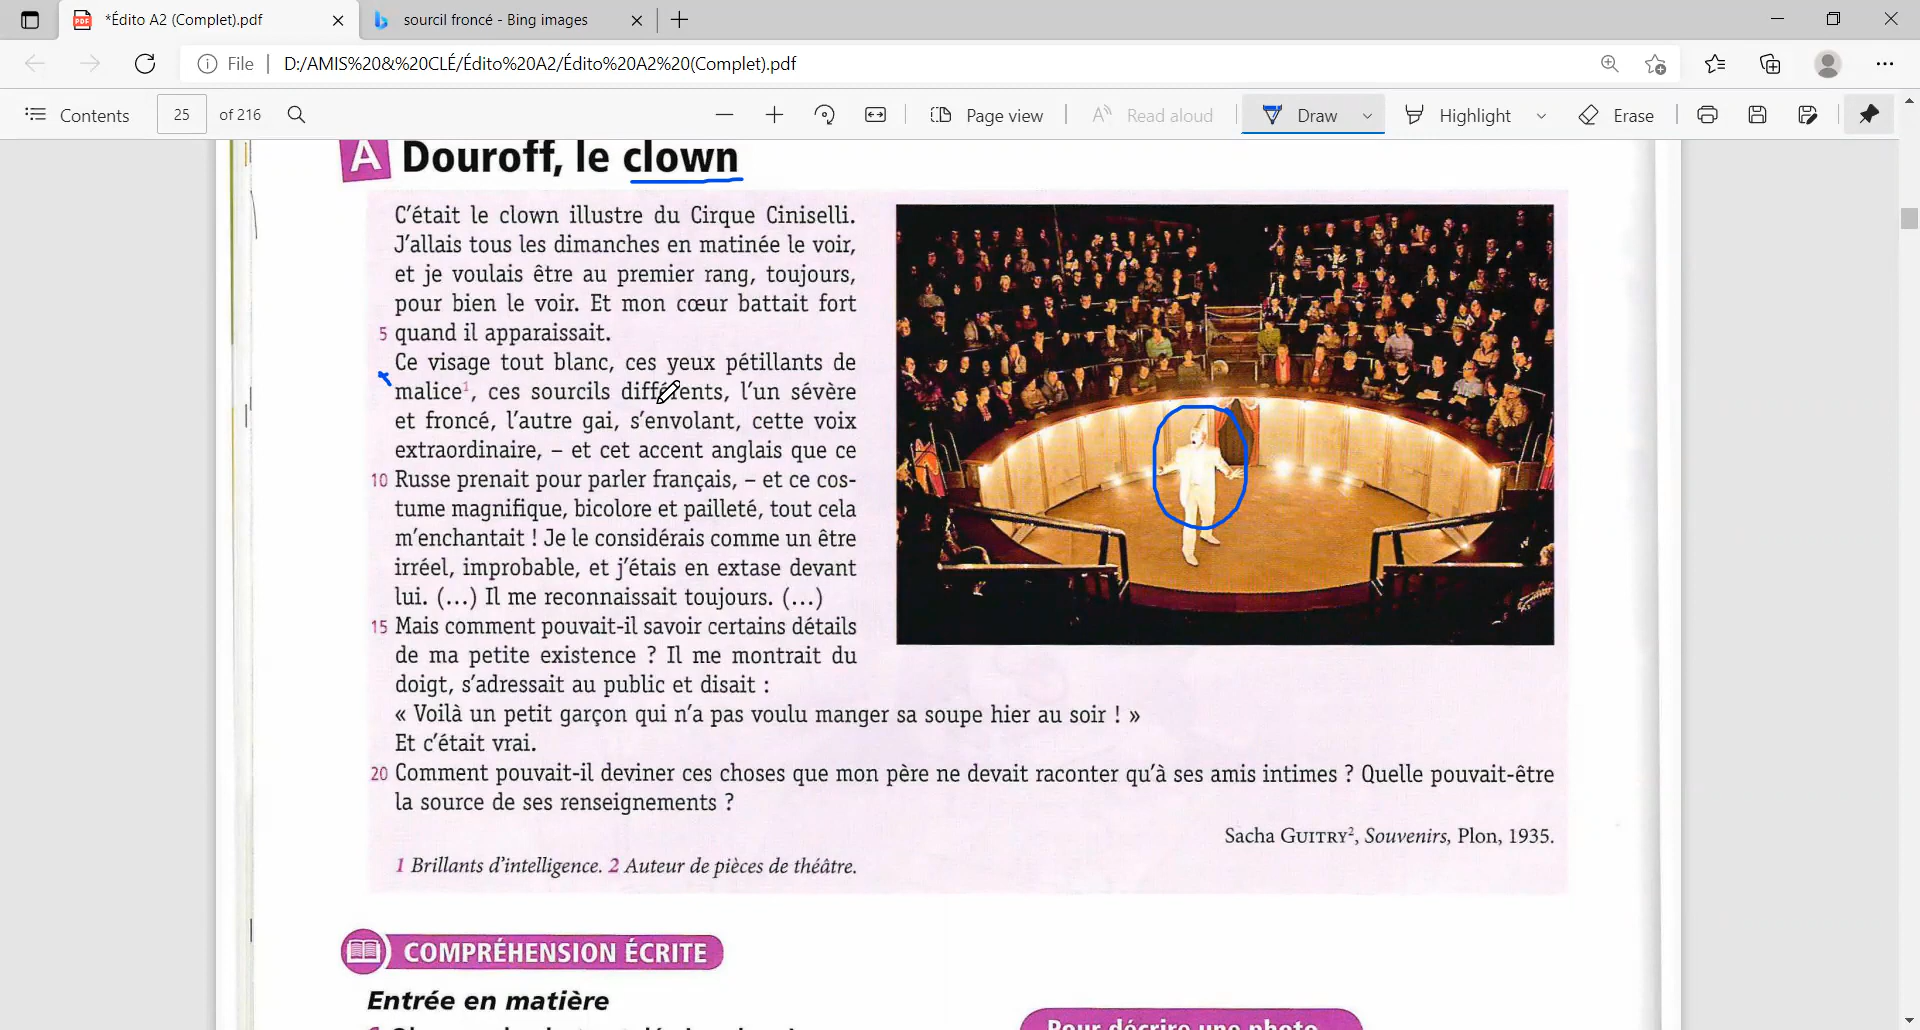 *Édito A2 (Complet).pdf
sourcil froncé - Bing images
File
D:/AMIS%20&%20CLÉ/Édito%20A2/Édito%20A2%20(Complet).pdf
Contents
25
of 216
Page view
Read aloud
Draw
Highlight
Erase
A Douroff, le clown
C'était le clown illustre du Cirque Ciniselli.
J'allais tous les dimanches en matinée le voir,
et je voulais être au premier rang, toujours,
pour bien le voir. Et mon cœur battait fort
5 quand il apparaissait.
Ce visage tout blanc, ces yeux pétillants de
malice¹, ces sourcils différents, l'un sévère
et froncé, l'autre gai, s'envolant, cette voix
extraordinaire, – et cet accent anglais que ce
10 Russe prenait pour parler français, – et ce cos-
tume magnifique, bicolore et pailleté, tout cela
m'enchantait ! Je le considérais comme un être
irréel, improbable, et j'étais en extase devant
lui. (...) Il me reconnaissait toujours. (...)
15 Mais comment pouvait-il savoir certains détails
de ma petite existence ? Il me montrait du
doigt, s'adressait au public et disait :
« Voilà un petit garçon qui n'a pas voulu manger sa soupe hier au soir ! »
Et c'était vrai.
20 Comment pouvait-il deviner ces choses que mon père ne devait raconter qu'à ses amis intimes ? Quelle pouvait-être
la source de ses renseignements ?
Sacha GUITRY², Souvenirs, Plon, 1935.
1 Brillants d'intelligence. 2 Auteur de pièces de théâtre.
COMPRÉHENSION ÉCRITE
Entrée en matière
Pour décrire une photo